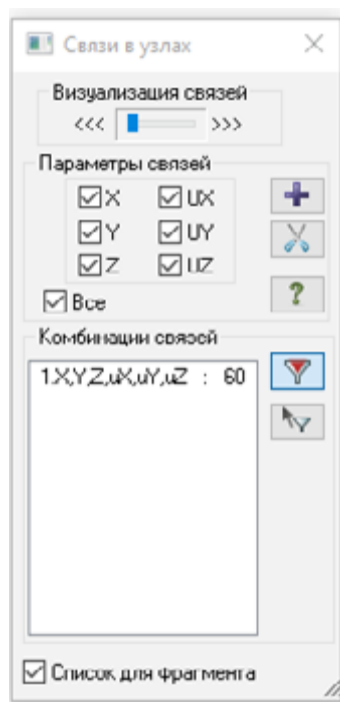 Связи в узлах
Визуализация связей
<<< >>>
Параметры связей
X UX
Y UY
Z UZ
Все
?
Комбинации связей
1.X,Y,Z,uX,uY,uZ : 60
Список для фрагмента